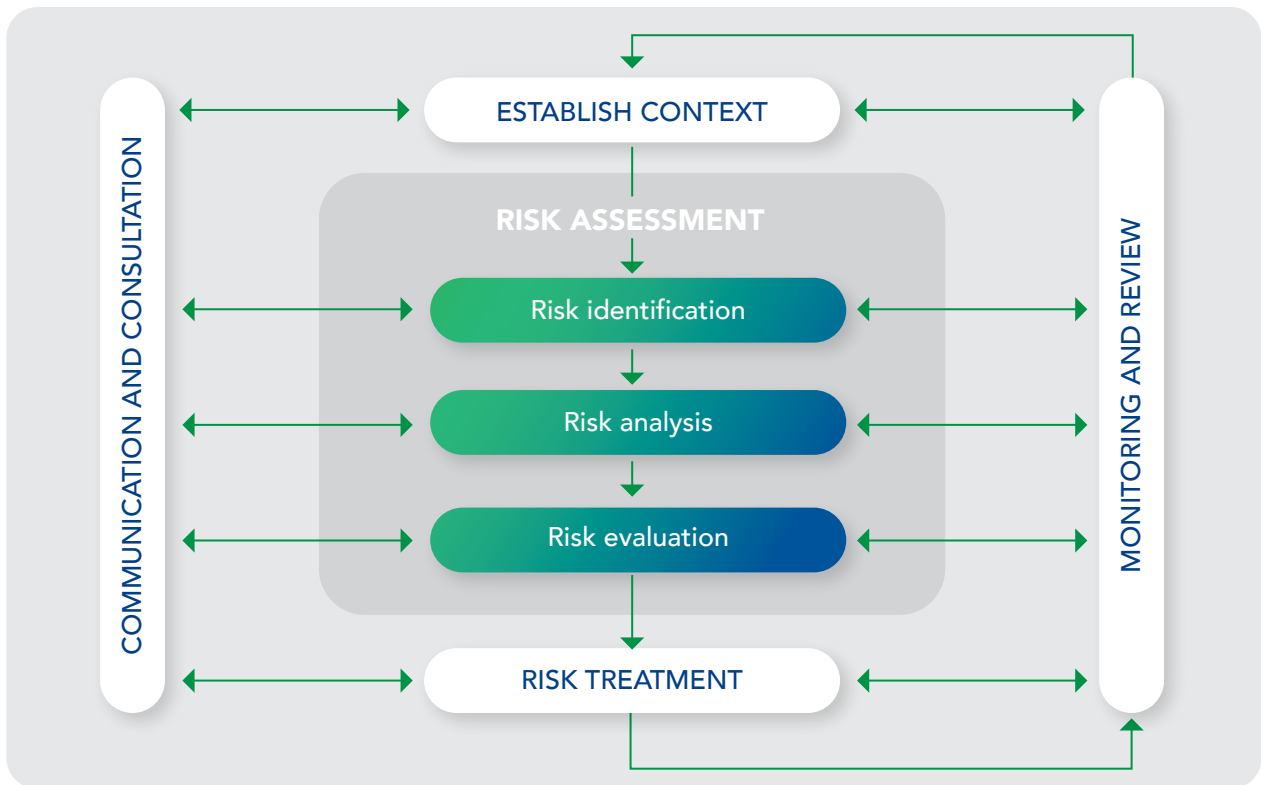 ESTABLISH CONTEXT
COMMUNICATION AND CONSULTATION
RISK ASSESSMENT
Risk identification
Risk analysis
Risk evaluation
MONITORING AND REVIEW
RISK TREATMENT